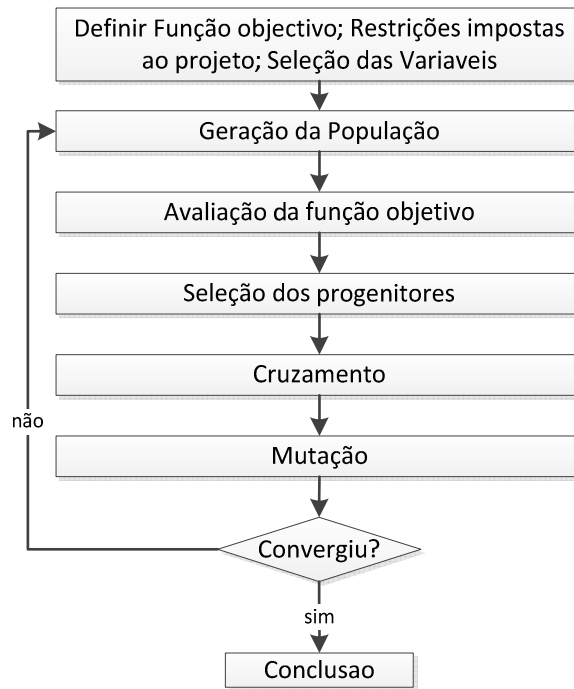 Definir Função objectivo; Restrições impostas
ao projeto; Seleção das Variaveis
Geração da População
Avaliação da função objetivo
Seleção dos progenitores
Cruzamento
não
Mutação
Convergiu?
sim
Conclusao